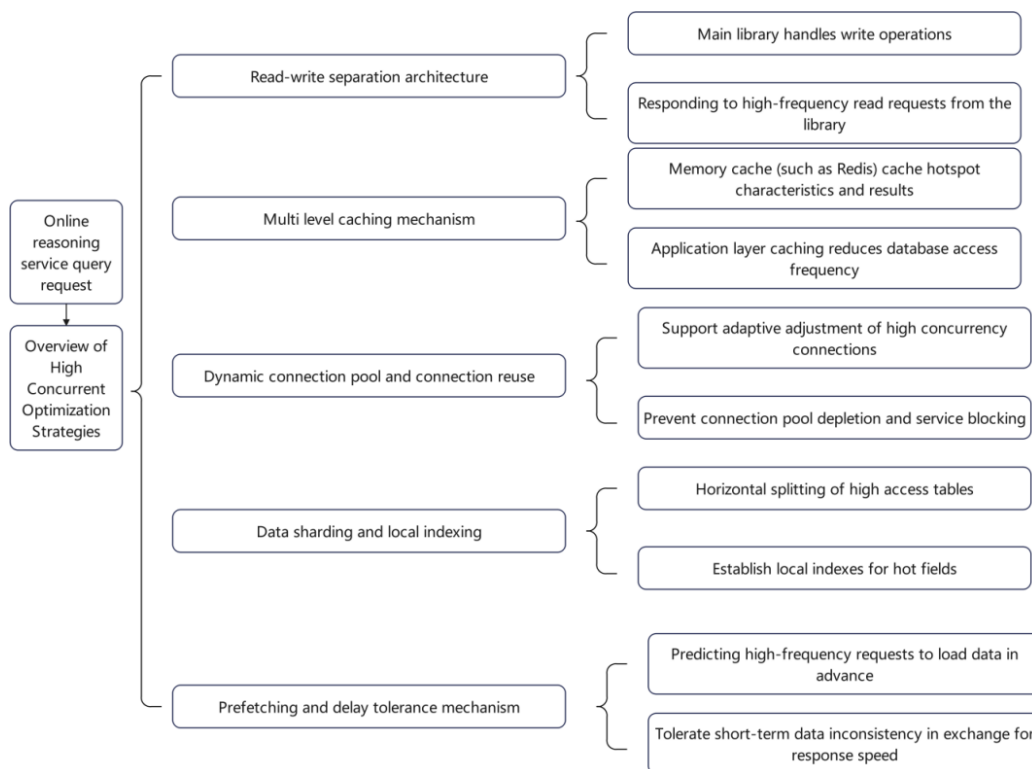 Online
reasoning
service query
request
Overview of
High
Concurrent
Optimization
Strategies
Read-write separation architecture
Main library handles write operations
Responding to high-frequency read requests from the
library
Multi level caching mechanism
Memory cache (such as Redis) cache hotspot
characteristics and results
Application layer caching reduces database access
frequency
Dynamic connection pool and connection reuse
Support adaptive adjustment of high concurrency
connections
Prevent connection pool depletion and service blocking
Data sharding and local indexing
Horizontal splitting of high access tables
Establish local indexes for hot fields
Prefetching and delay tolerance mechanism
Predicting high-frequency requests to load data in
advance
Tolerate short-term data inconsistency in exchange for
response speed